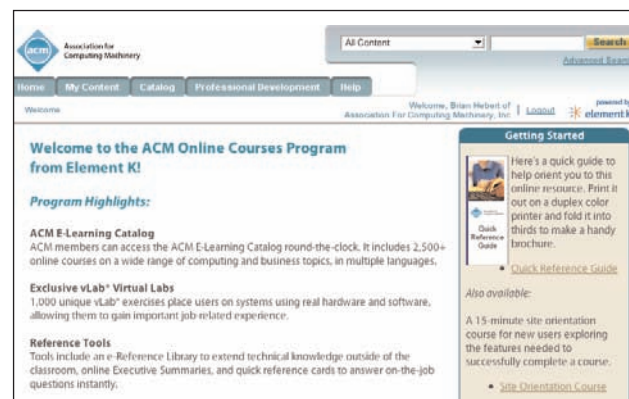 acm
Association for
Computing Machinery
All Content
Search
Advanced Search
Home
My Content
Catalog
Professional Development
Help
Welcome
Welcome, Brian Hebert of
Association For Computing Machinery, Inc
Logout
powered by
element k
Welcome to the ACM Online Courses Program
from Element K!
Program Highlights:
ACM E-Learning Catalog
ACM members can access the ACM E-Learning Catalog round-the-clock. It includes 2,500+
online courses on a wide range of computing and business topics, in multiple languages.
Exclusive vLab® Virtual Labs
1,000 unique vLab® exercises place users on systems using real hardware and software,
allowing them to gain important job-related experience.
Reference Tools
Tools include an e-Reference Library to extend technical knowledge outside of the
classroom, online Executive Summaries, and quick reference cards to answer on-the-job
questions instantly.
Getting Started
Here's a quick guide to
help orient you to this
online resource. Print it
out on a duplex color
printer and fold it into
thirds to make a handy
brochure.
Quick
Reference
Guide
• Quick Reference Guide
Also available:
A 15-minute site orientation
course for new users exploring
the features needed to
successfully complete a course.
• Site Orientation Course